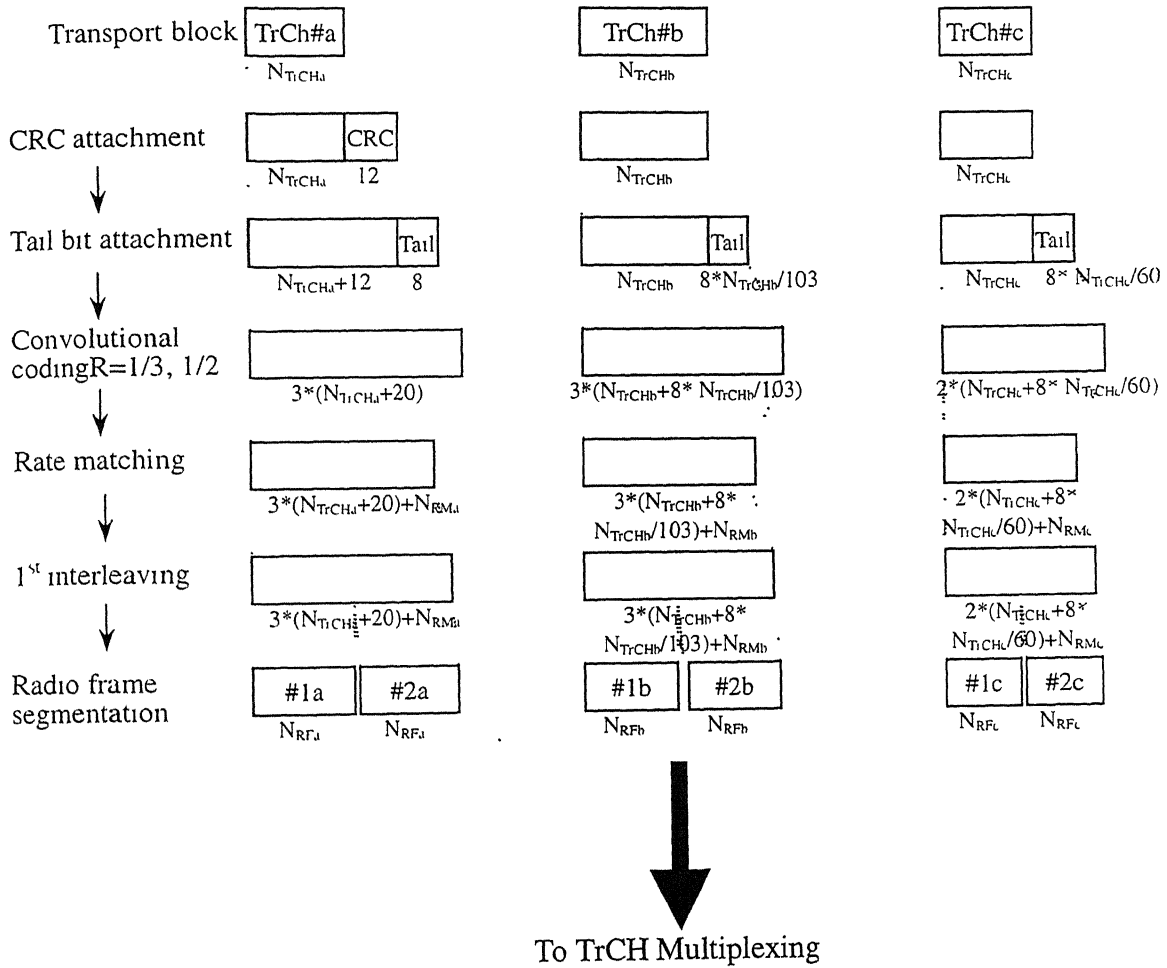 Transport block TrCh#a TrCh#b TrCh#c
N_TrCHa N_TrCHb N_TrCHc
CRC attachment CRC
N_TrCHa 12 N_TrCHb N_TrCHc
Tail bit attachment Tail Tail Tail
N_TrCHa+12 8 N_TrCHb 8*N_TrCHb/103 N_TrCHc 8* N_TrCHc/60
Convolutional
codingR=1/3, 1/2
3*(N_TrCHa+20) 3*(N_TrCHb+8* N_TrCHb/103) 2*(N_TrCHc+8* N_TrCHc/60)
Rate matching
3*(N_TrCHa+20)+N_RMa 3*(N_TrCHb+8* 2*(N_TrCHc+8*
N_TrCHb/103)+N_RMb N_TrCHc/60)+N_RMc
1st interleaving
3*(N_TrCHa+20)+N_RMa 3*(N_TrCHb+8* 2*(N_TrCHc+8*
N_TrCHb/103)+N_RMb N_TrCHc/60)+N_RMc
Radio frame
segmentation
#1a #2a #1b #2b #1c #2c
N_RFa N_RFa N_RFb N_RFb N_RFc N_RFc
To TrCH Multiplexing